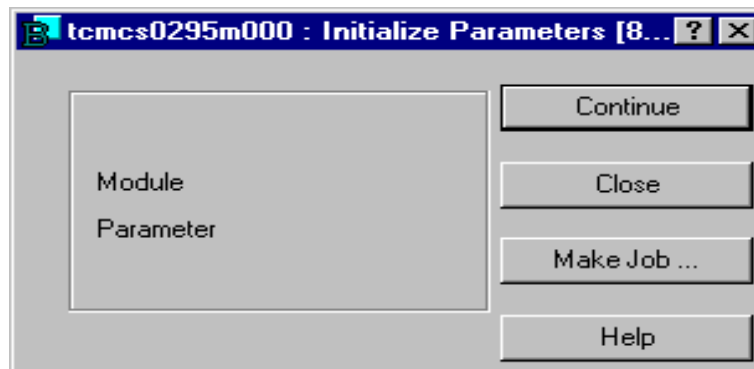 tcmcs0295m000 : Initialize Parameters [8...
Continue
Module
Close
Parameter
Make Job ...
Help